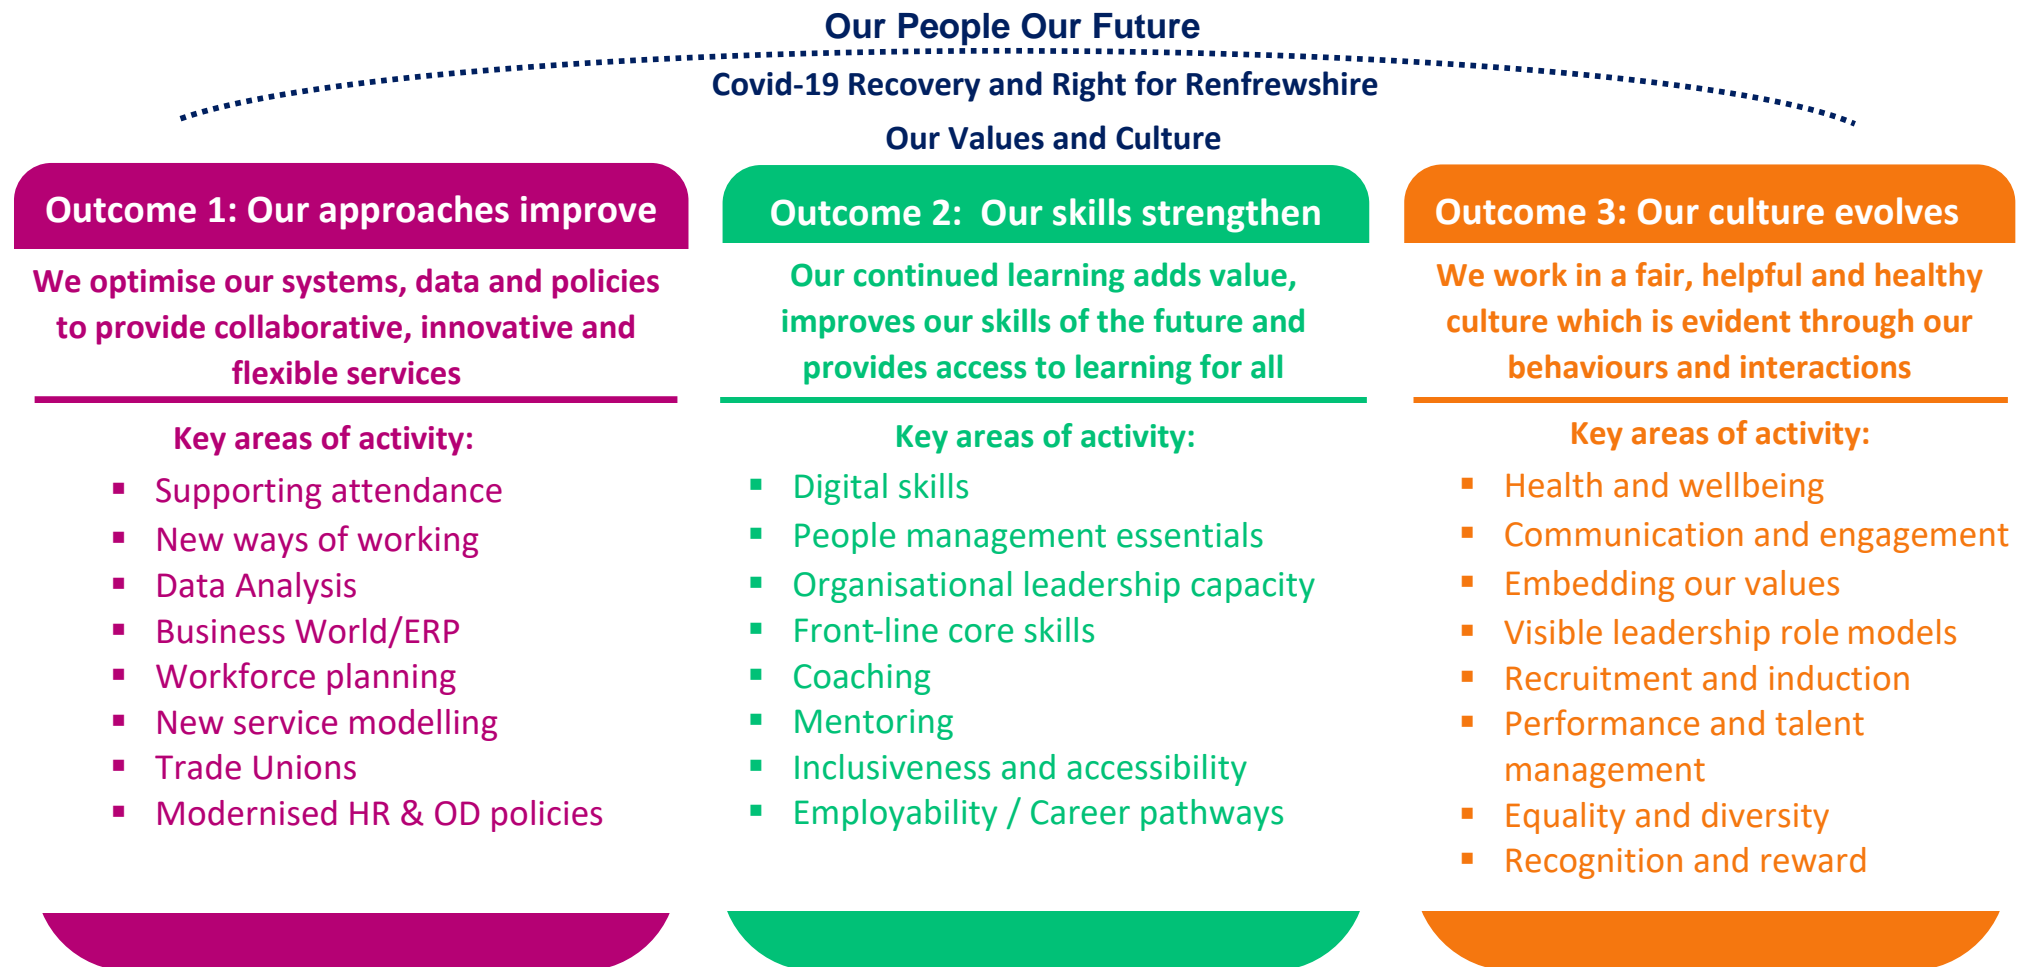 Our People Our Future
Covid-19 Recovery and Right for Renfrewshire
Our Values and Culture
Outcome 1: Our approaches improve
We optimise our systems, data and policies
to provide collaborative, innovative and
flexible services
Key areas of activity:
▪ Supporting attendance
▪ New ways of working
▪ Data Analysis
▪ Business World/ERP
▪ Workforce planning
▪ New service modelling
▪ Trade Unions
▪ Modernised HR & OD policies
Outcome 2: Our skills strengthen
Our continued learning adds value,
improves our skills of the future and
provides access to learning for all
Key areas of activity:
▪ Digital skills
▪ People management essentials
▪ Organisational leadership capacity
▪ Front-line core skills
▪ Coaching
▪ Mentoring
▪ Inclusiveness and accessibility
▪ Employability / Career pathways
Outcome 3: Our culture evolves
We work in a fair, helpful and healthy
culture which is evident through our
behaviours and interactions
Key areas of activity:
▪ Health and wellbeing
▪ Communication and engagement
▪ Embedding our values
▪ Visible leadership role models
▪ Recruitment and induction
▪ Performance and talent
management
▪ Equality and diversity
▪ Recognition and reward